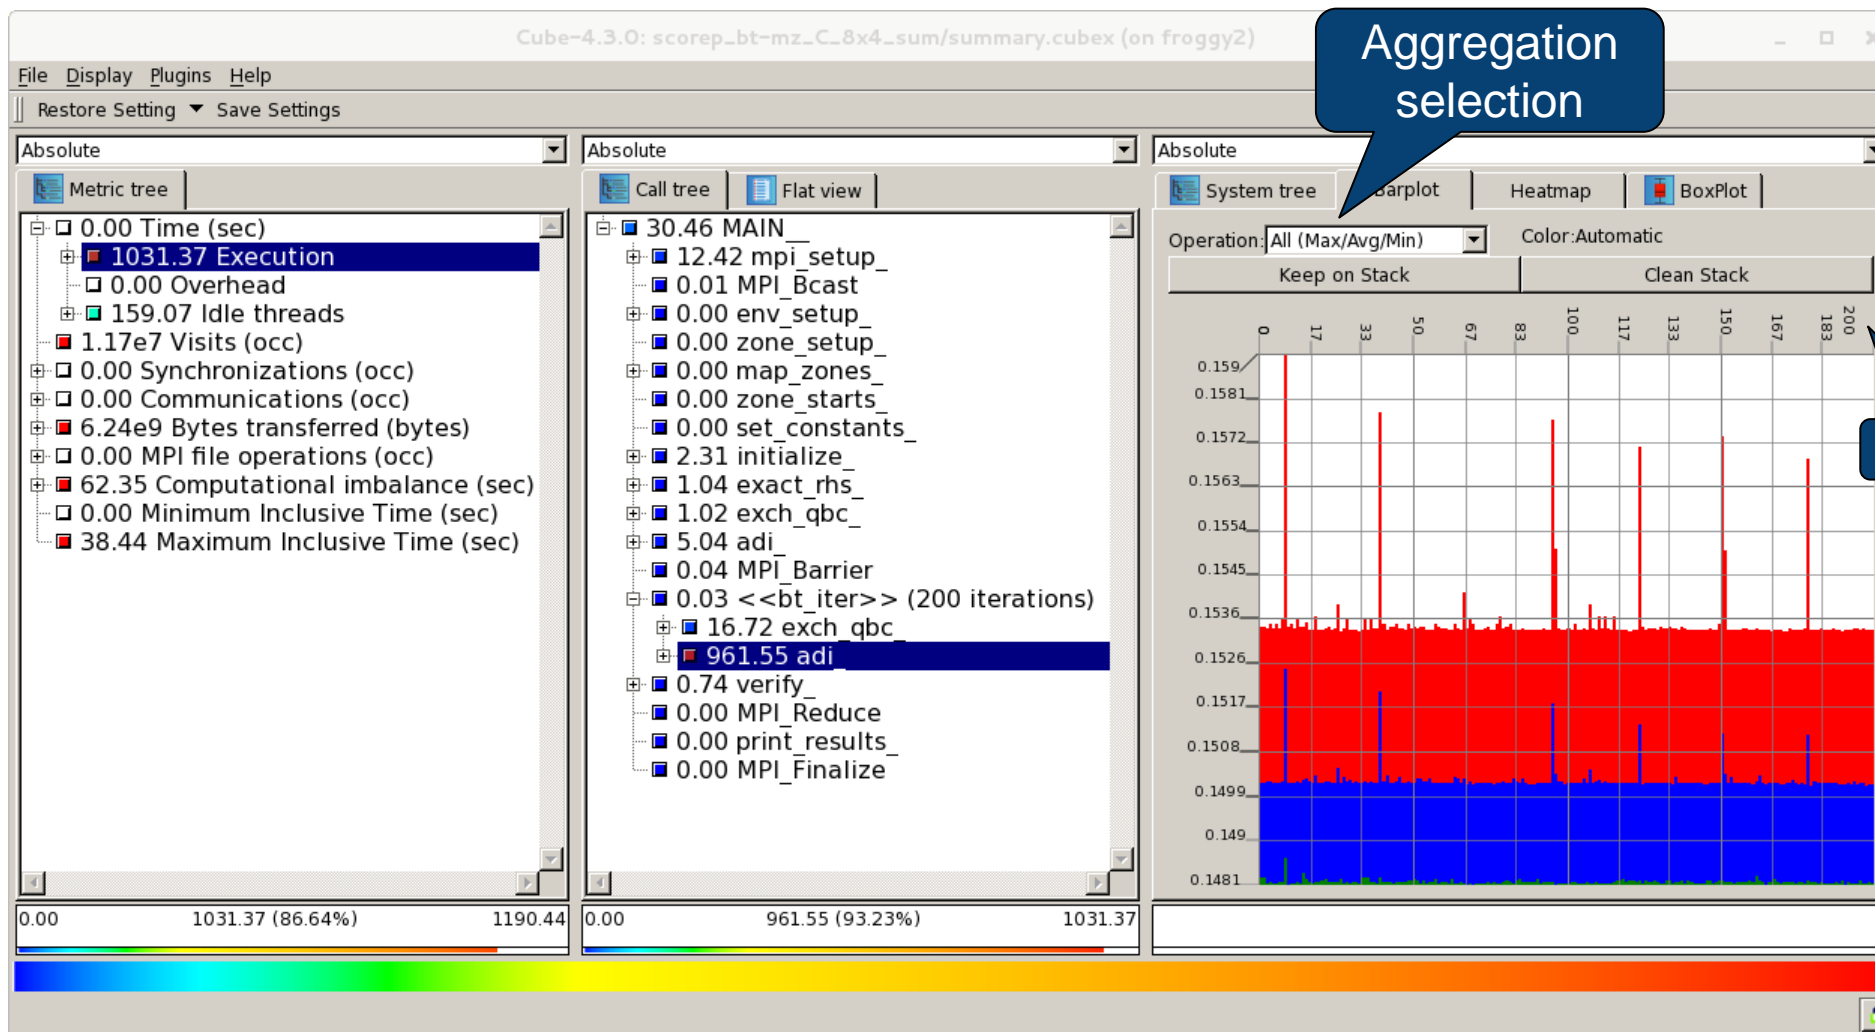 Cube-4.3.0: scorep_bt-mz_C_8x4_sum/summary.cubex (on froggy2)
Aggregation
selection
File Display Plugins Help
Restore Setting Save Settings
Absolute
Metric tree
0.00 Time (sec)
1031.37 Execution
0.00 Overhead
159.07 Idle threads
1.17e7 Visits (occ)
0.00 Synchronizations (occ)
0.00 Communications (occ)
6.24e9 Bytes transferred (bytes)
0.00 MPI file operations (occ)
62.35 Computational imbalance (sec)
0.00 Minimum Inclusive Time (sec)
38.44 Maximum Inclusive Time (sec)
0.00 1031.37 (86.64%) 1190.44
Absolute
Call tree Flat view
30.46 MAIN__
12.42 mpi_setup_
0.01 MPI_Bcast
0.00 env_setup_
0.00 zone_setup_
0.00 map_zones_
0.00 zone_starts_
0.00 set_constants_
2.31 initialize_
1.04 exact_rhs_
1.02 exch_qbc_
5.04 adi_
0.04 MPI_Barrier
0.03 <<bt_iter>> (200 iterations)
16.72 exch_qbc_
961.55 adi_
0.74 verify_
0.00 MPI_Reduce
0.00 print_results_
0.00 MPI_Finalize
0.00 961.55 (93.23%) 1031.37
Absolute
System tree Barplot Heatmap BoxPlot
Operation: All (Max/Avg/Min) Color:Automatic
Keep on Stack Clean Stack
0 17 33 50 67 83 100 117 133 150 167 183 200
0.159
0.1581
0.1572
0.1563
0.1554
0.1545
0.1536
0.1526
0.1517
0.1508
0.1499
0.149
0.1481